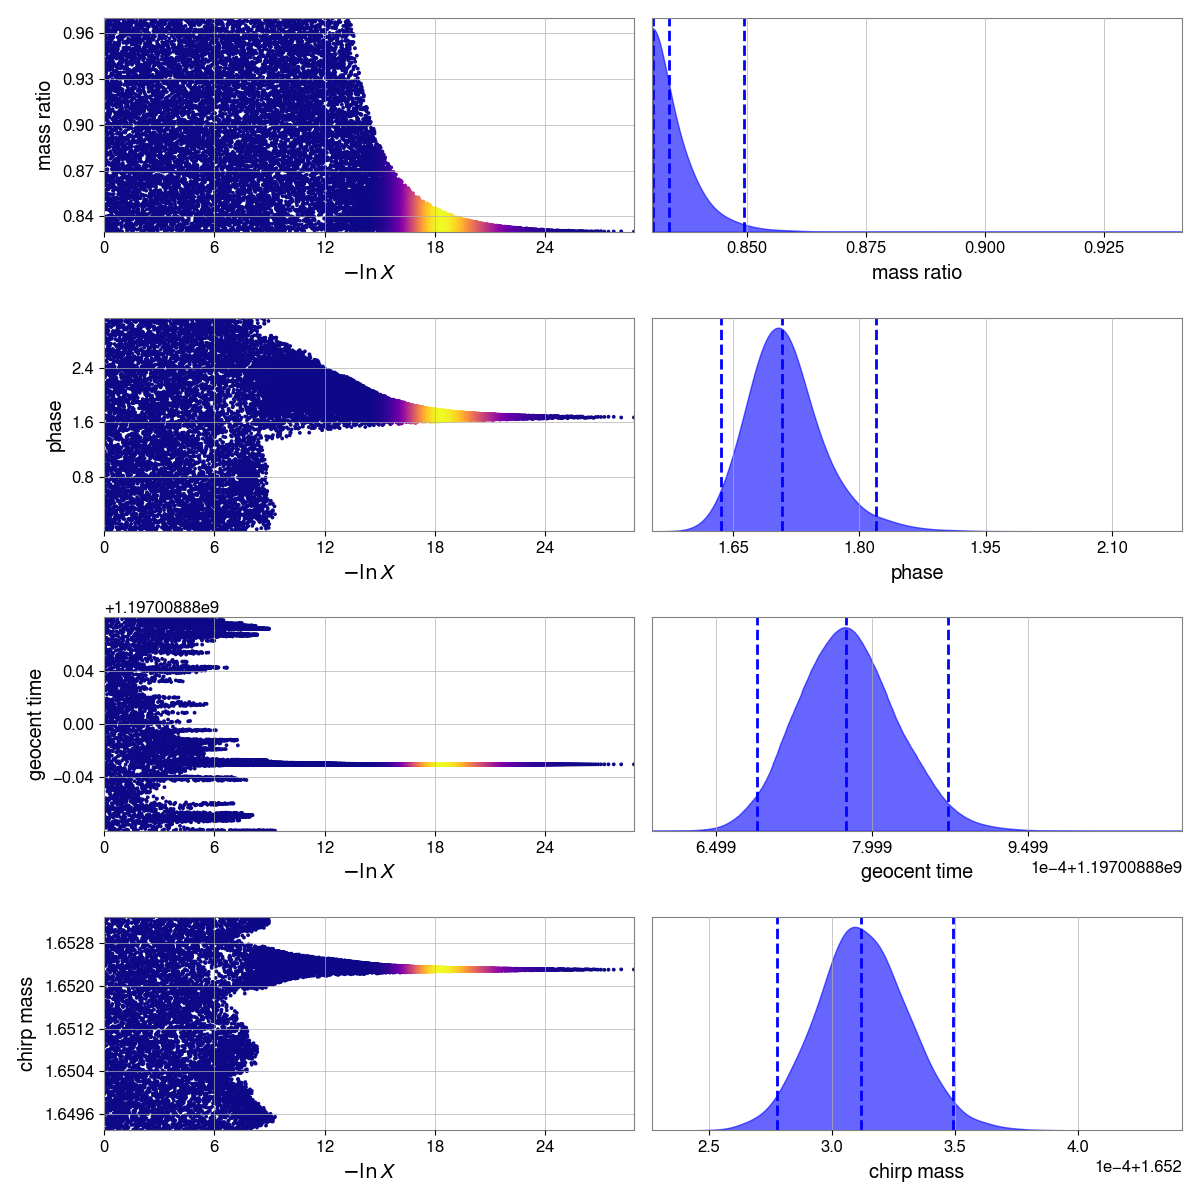 mass ratio
0.96
0.93
0.90
0.87
0.84
0 6 12 18 24
−ln X
0.850 0.875 0.900 0.925
mass ratio
phase
2.4
1.6
0.8
0 6 12 18 24
−ln X
1.65 1.80 1.95 2.10
phase
+1.19700888e9
geocent time
0.04
0.00
−0.04
0 6 12 18 24
−ln X
6.499 7.999 9.499
1e−4+1.19700888e9
geocent time
chirp mass
1.6528
1.6520
1.6512
1.6504
1.6496
0 6 12 18 24
−ln X
2.5 3.0 3.5 4.0
1e−4+1.652
chirp mass